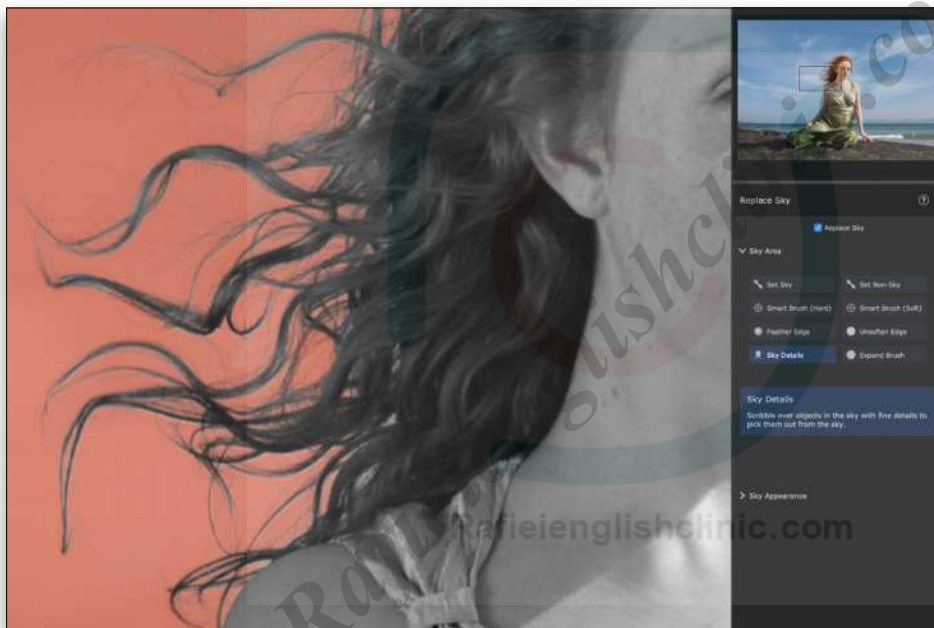 Replace Sky ?
Replace Sky
Sky Area
Set Sky Set Non-Sky
Smart Brush (Hard) Smart Brush (Soft)
Feather Edge Unsoften Edge
Sky Details Expand Brush
Sky Details
Scribble over objects in the sky with fine details to
pick them out from the sky.
Sky Appearance
Rafieienglishclinic.com
Rafieienglishclinic.com